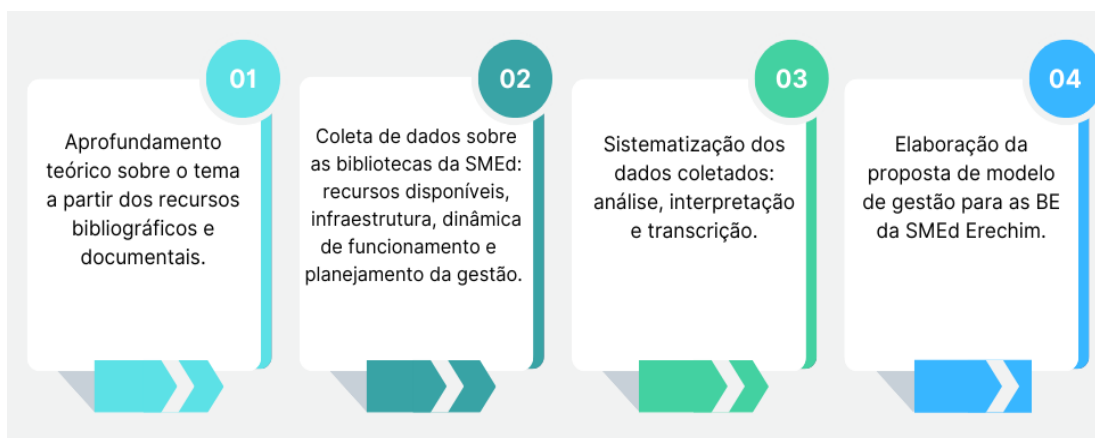 01
Aprofundamento
teórico sobre o tema
a partir dos recursos
bibliográficos e
documentais.
02
Coleta de dados sobre
as bibliotecas da SMEd:
recursos disponíveis,
infraestrutura, dinâmica
de funcionamento e
planejamento da gestão.
03
Sistematização dos
dados coletados:
análise, interpretação
e transcrição.
04
Elaboração da
proposta de modelo
de gestão para as BE
da SMEd Erechim.